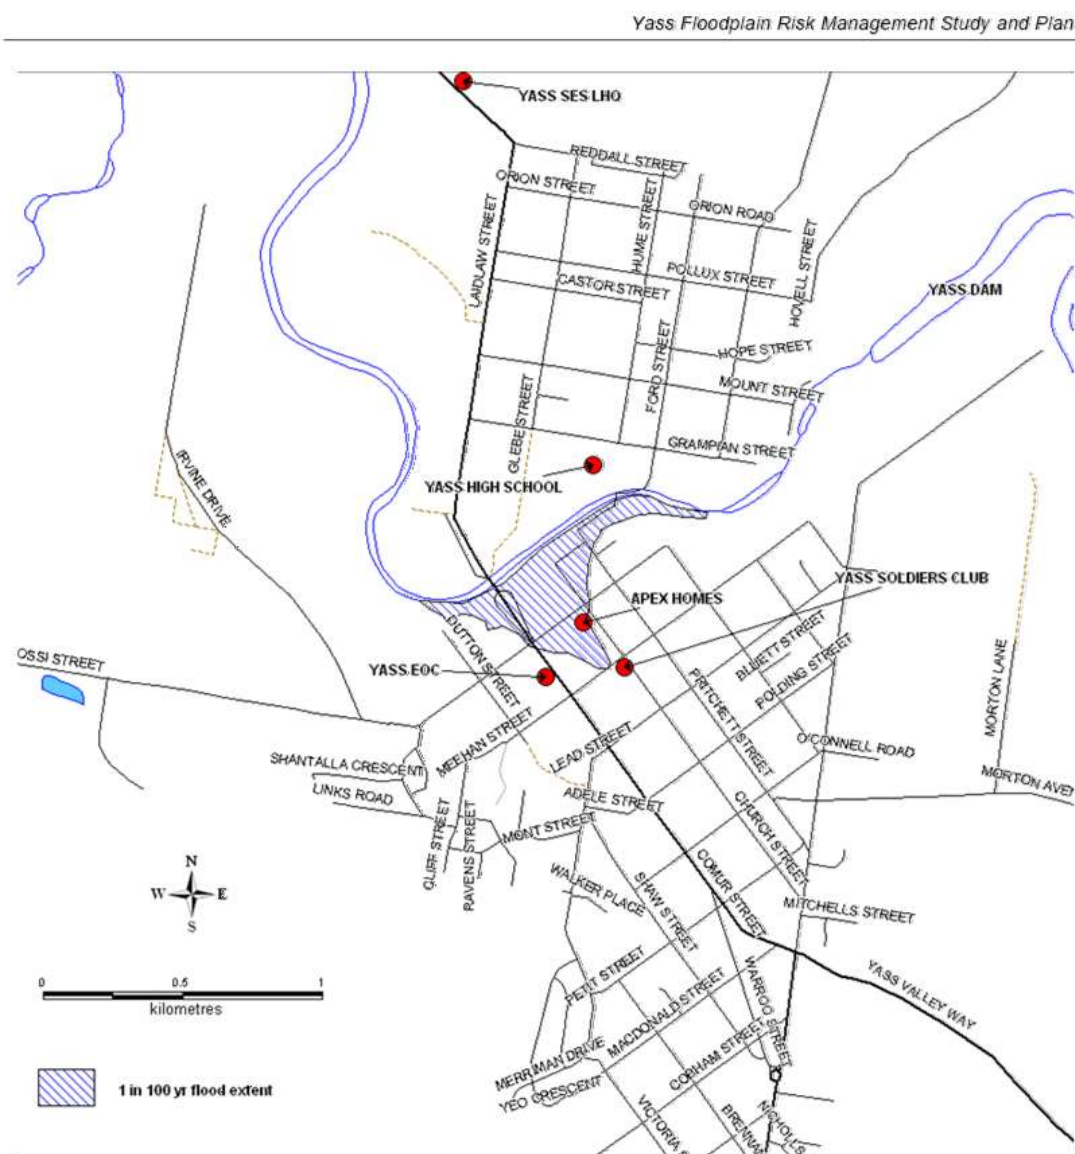 Yass Floodplain Risk Management Study and Plan
YASS SES LHQ
REDDALL STREET
ORION STREET
ORION ROAD
LAIDLAW STREET
HUME STREET
POLLUX STREET
CASTOR STREET
HOVELL STREET
YASS DAM
HOPE STREET
FORD STREET
MOUNT STREET
GLEBE STREET
GRAMPIAN STREET
IRVINE DRIVE
YASS HIGH SCHOOL
YASS SOLDIERS CLUB
APEX HOMES
DUTTON STREET
BLUETT STREET
OSSI STREET
YASS EOC
POLDING STREET
PRITCHETT STREET
MORTON LANE
MEEHAN STREET
LEAD STREET
O'CONNELL ROAD
SHANTALLA CRESCENT
LINKS ROAD
MORTON AVEN
ADELE STREET
MONT STREET
CHURCH STREET
CLIFF STREET
RAVENS STREET
COMUR STREET
WALKER PLACE
SHAW STREET
MITCHELLS STREET
N
W E
S
PETIT STREET
WARROO STREET
YASS VALLEY WAY
MACDONALD STREET
0 0.5 1
kilometres
MERRIMAN DRIVE
COBHAM STREET
YEO CRESCENT
1 in 100 yr flood extent
VICTORIA
BRENNAN
NICHOLLS